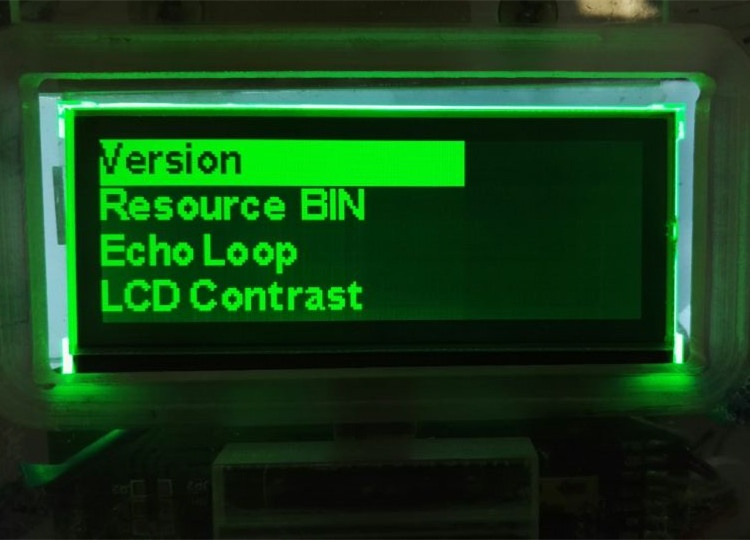 Version
Resource BIN
Echo Loop
LCD Contrast